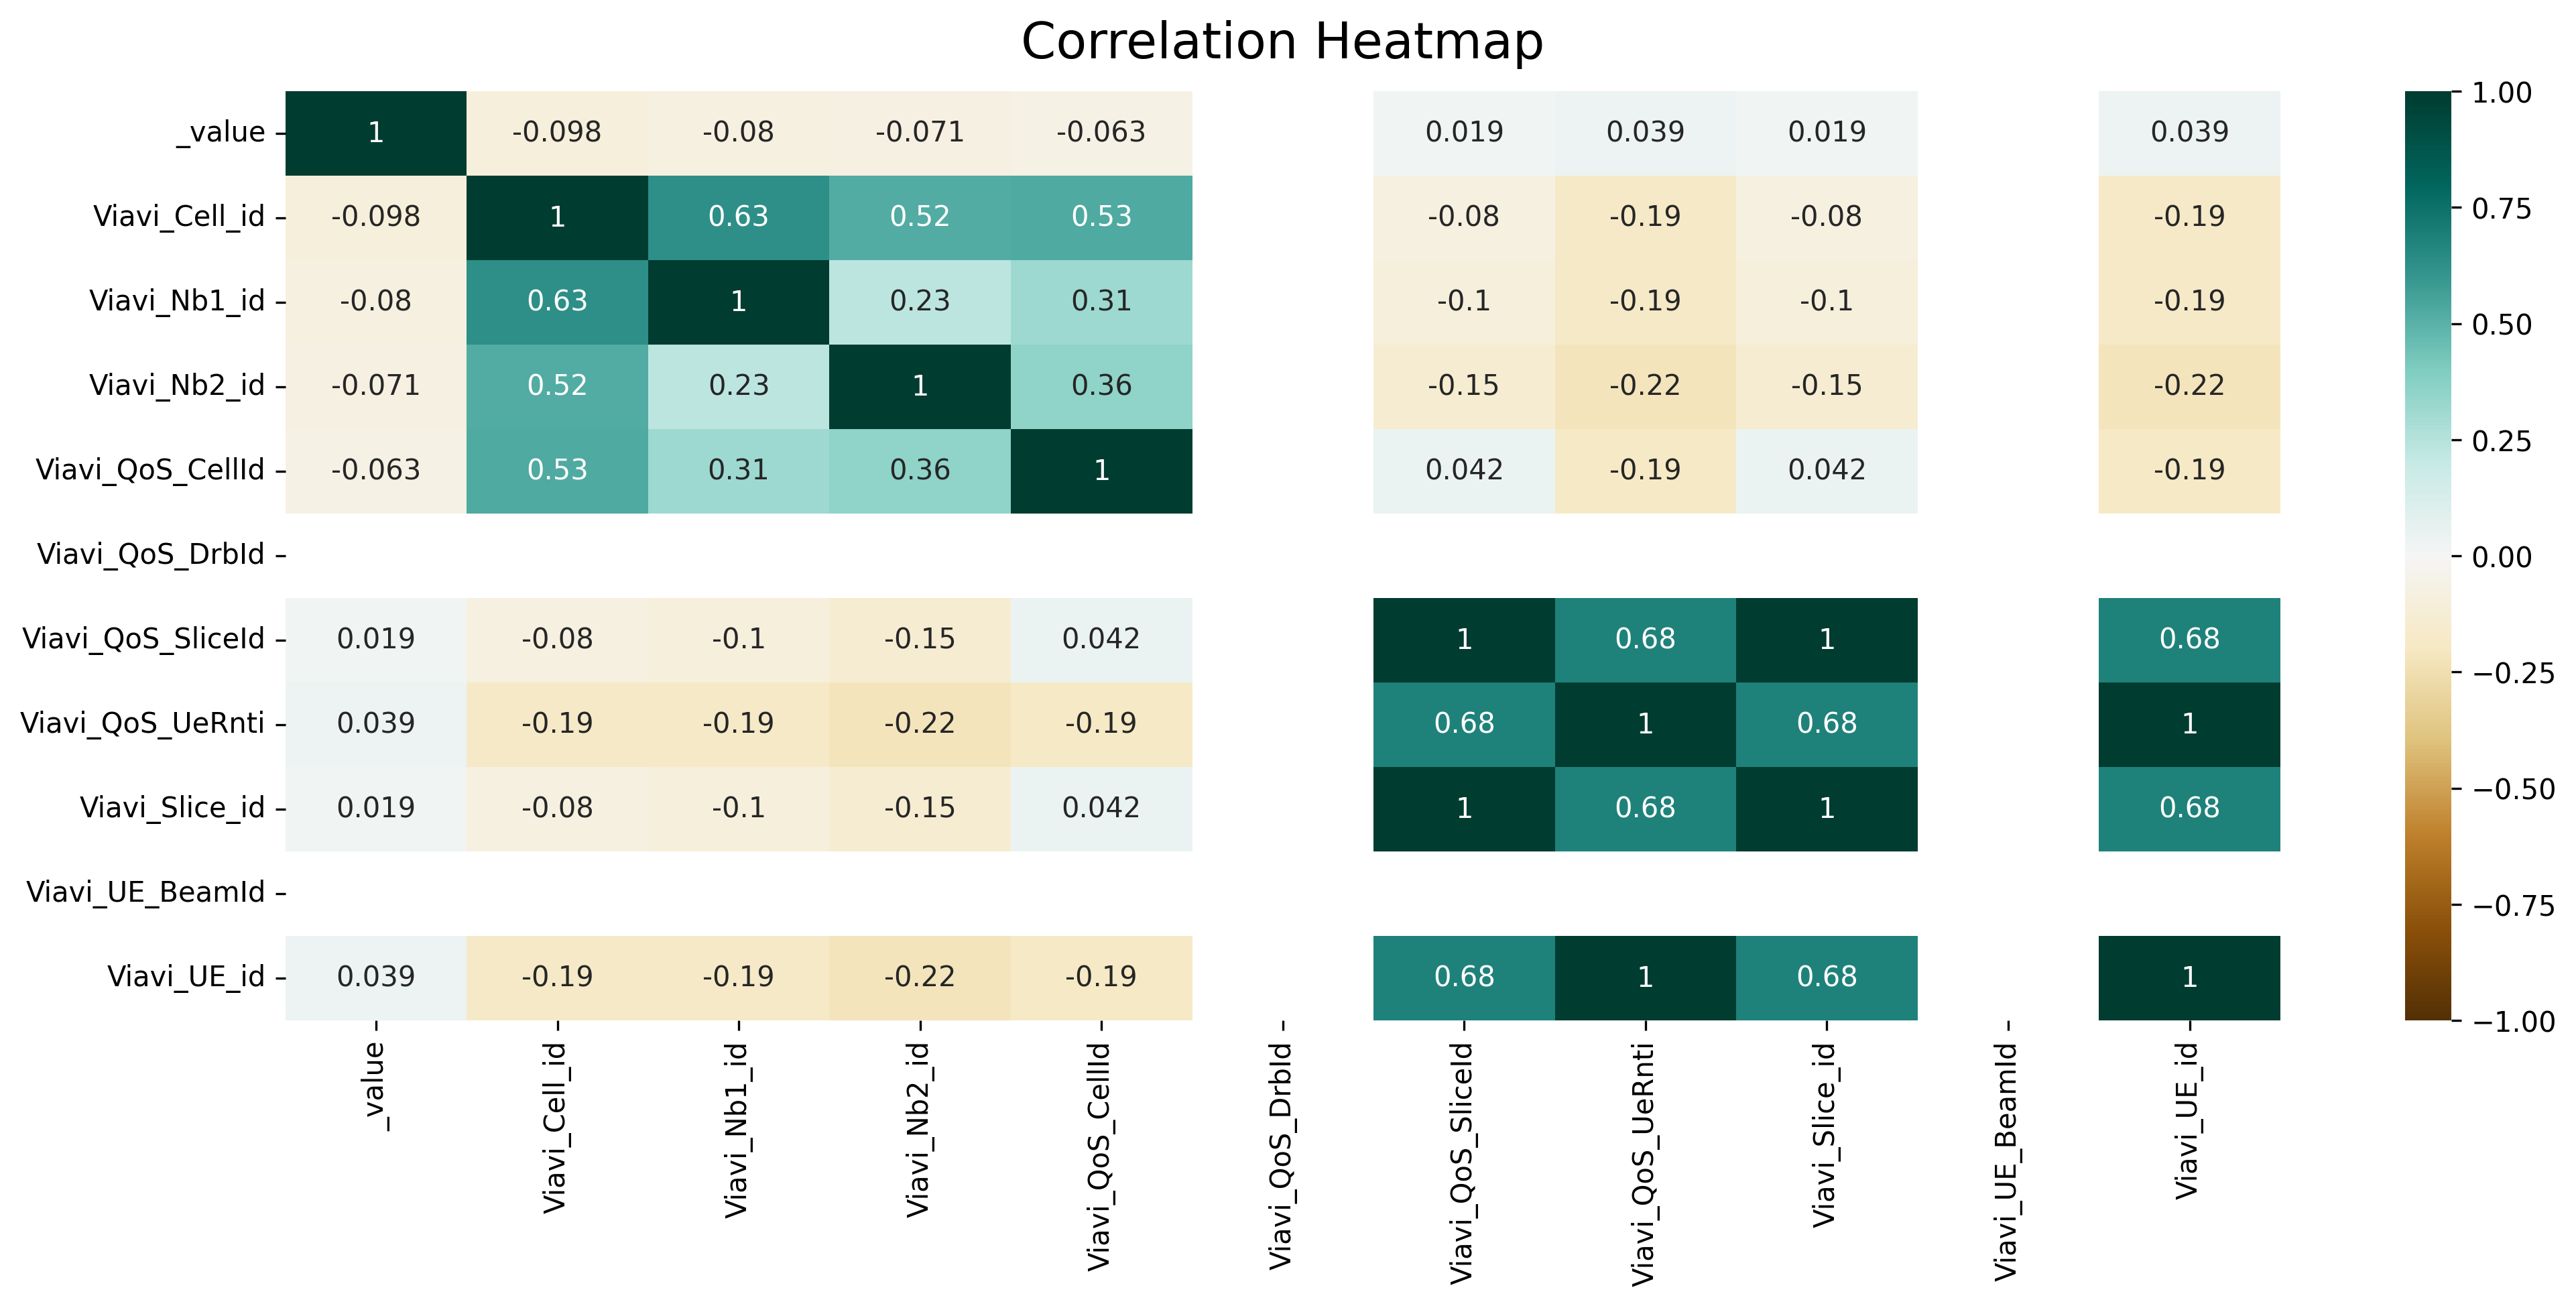 Correlation Heatmap
_value 1 -0.098 -0.08 -0.071 -0.063 0.019 0.039 0.019 0.039
Viavi_Cell_id -0.098 1 0.63 0.52 0.53 -0.08 -0.19 -0.08 -0.19
Viavi_Nb1_id -0.08 0.63 1 0.23 0.31 -0.1 -0.19 -0.1 -0.19
Viavi_Nb2_id -0.071 0.52 0.23 1 0.36 -0.15 -0.22 -0.15 -0.22
Viavi_QoS_CellId -0.063 0.53 0.31 0.36 1 0.042 -0.19 0.042 -0.19
Viavi_QoS_DrbId
Viavi_QoS_SliceId 0.019 -0.08 -0.1 -0.15 0.042 1 0.68 1 0.68
Viavi_QoS_UeRnti 0.039 -0.19 -0.19 -0.22 -0.19 0.68 1 0.68 1
Viavi_Slice_id 0.019 -0.08 -0.1 -0.15 0.042 1 0.68 1 0.68
Viavi_UE_BeamId
Viavi_UE_id 0.039 -0.19 -0.19 -0.22 -0.19 0.68 1 0.68 1
_value
Viavi_Cell_id
Viavi_Nb1_id
Viavi_Nb2_id
Viavi_QoS_CellId
Viavi_QoS_DrbId
Viavi_QoS_SliceId
Viavi_QoS_UeRnti
Viavi_Slice_id
Viavi_UE_BeamId
Viavi_UE_id
1.00
0.75
0.50
0.25
0.00
−0.25
−0.50
−0.75
−1.00